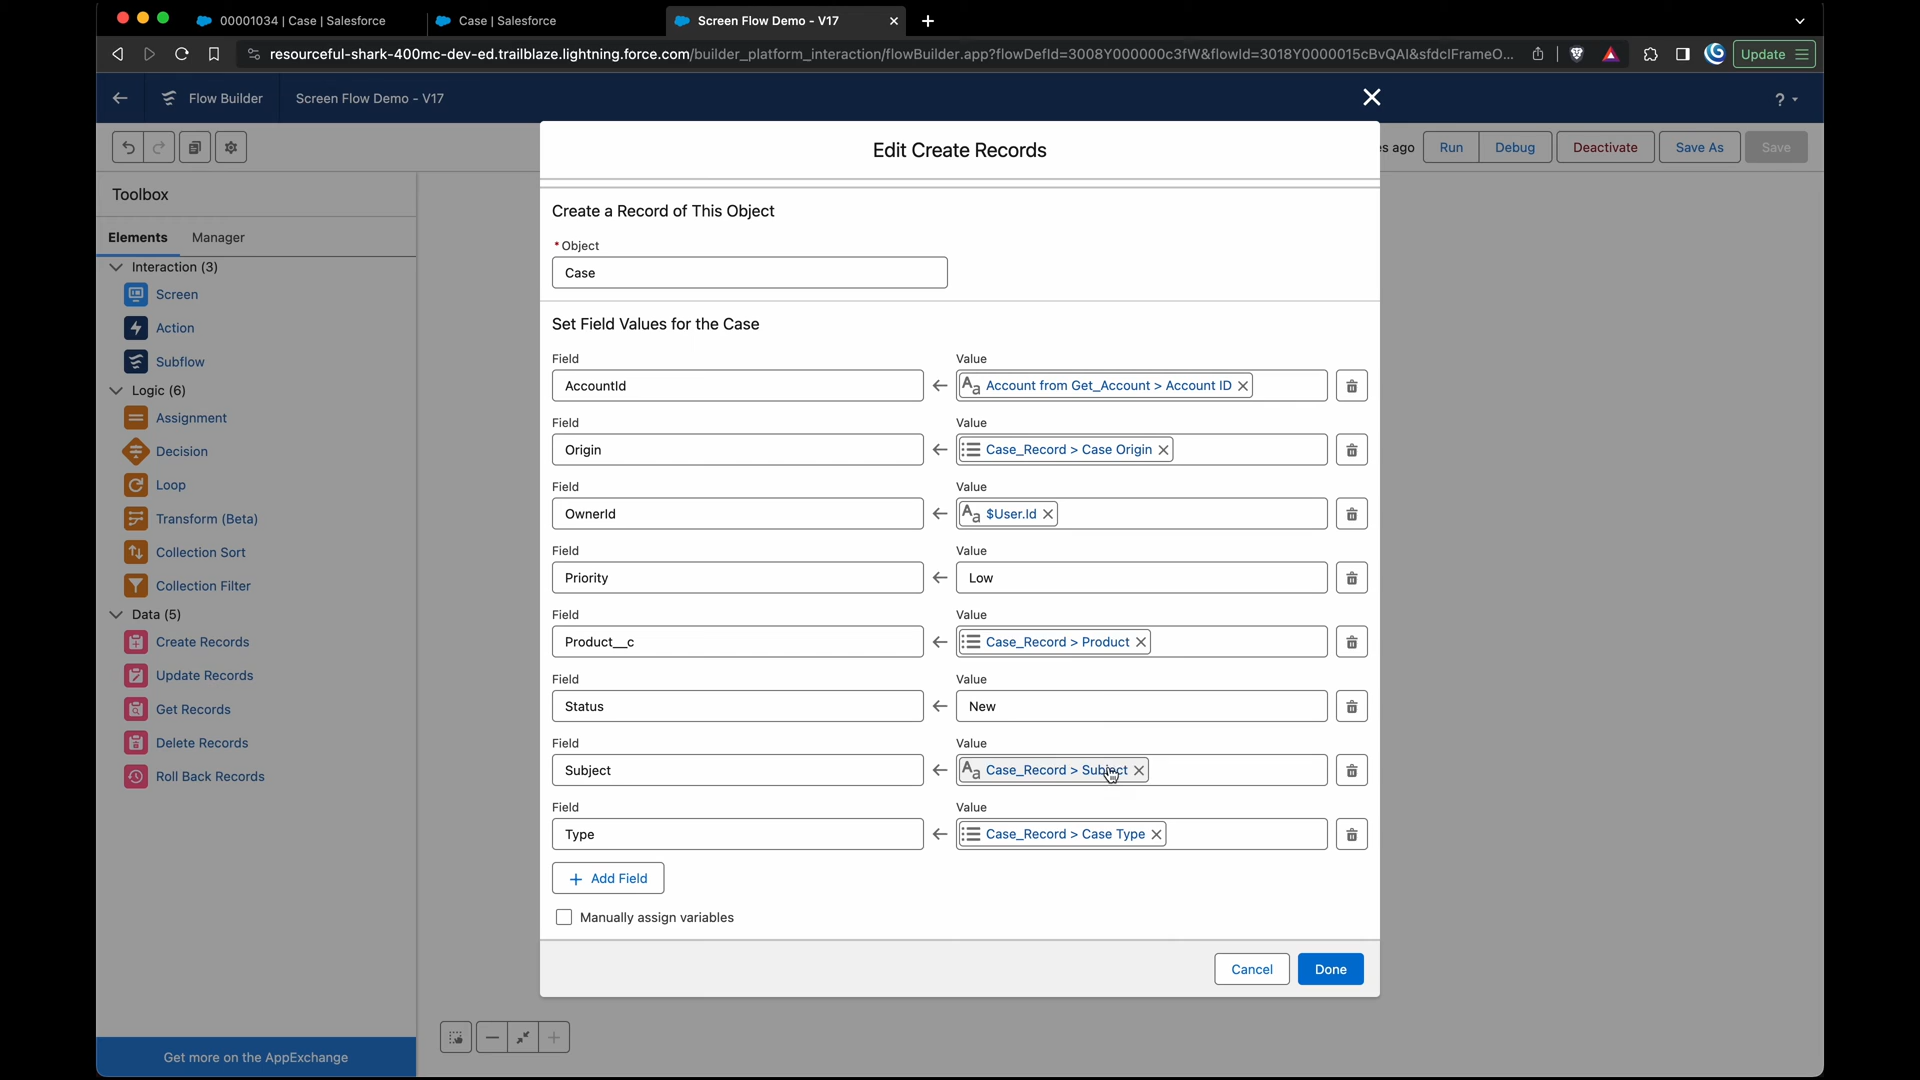 00001034 | Case | Salesforce
Case | Salesforce
Screen Flow Demo - V17
resourceful-shark-400mc-dev-ed.trailblaze.lightning.force.com/builder_platform_interaction/flowBuilder.app?flowDefId=3008Y000000c3fW&flowId=3018Y0000015cBvQAI&sfdcIFrameO...
Update
Flow Builder
Screen Flow Demo - V17
?
es ago
Run
Debug
Deactivate
Save As
Save
Toolbox
Elements
Manager
Interaction (3)
Screen
Action
Subflow
Logic (6)
Assignment
Decision
Loop
Transform (Beta)
Collection Sort
Collection Filter
Data (5)
Create Records
Update Records
Get Records
Delete Records
Roll Back Records
Get more on the AppExchange
Edit Create Records
Create a Record of This Object
* Object
Case
Set Field Values for the Case
Field
Value
AccountId
Aa Account from Get_Account > Account ID
Field
Value
Origin
Case_Record > Case Origin
Field
Value
OwnerId
Aa $User.Id
Field
Value
Priority
Low
Field
Value
Product__c
Case_Record > Product
Field
Value
Status
New
Field
Value
Subject
Aa Case_Record > Subject
Field
Value
Type
Case_Record > Case Type
+ Add Field
Manually assign variables
Cancel
Done